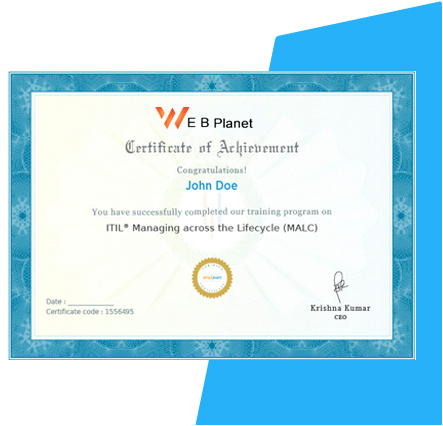 WEB Planet
Certificate of Achievement
Congratulations!
John Doe
You have successfully completed our training program on
ITIL® Managing across the Lifecycle (MALC)
Date : ____________
Certificate code : 1556495
Krishna Kumar
CEO